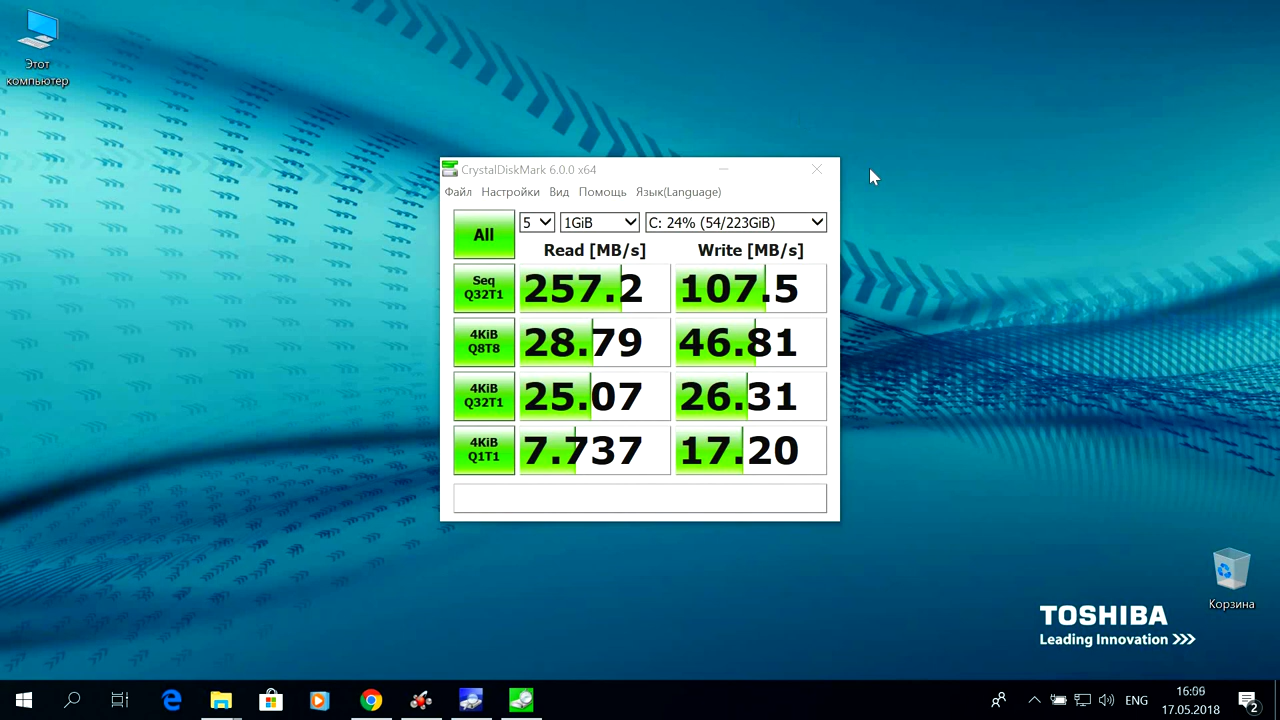 Этот
компьютер
CrystalDiskMark 6.0.0 x64
Файл Настройки Вид Помощь Язык(Language)
All
5 1GiB C: 24% (54/223GiB)
Read [MB/s] Write [MB/s]
Seq
Q32T1
257.2 107.5
4KiB
Q8T8
28.79 46.81
4KiB
Q32T1
25.07 26.31
4KiB
Q1T1
7.737 17.20
Корзина
TOSHIBA
Leading Innovation >>>
ENG
17.05.2018
2